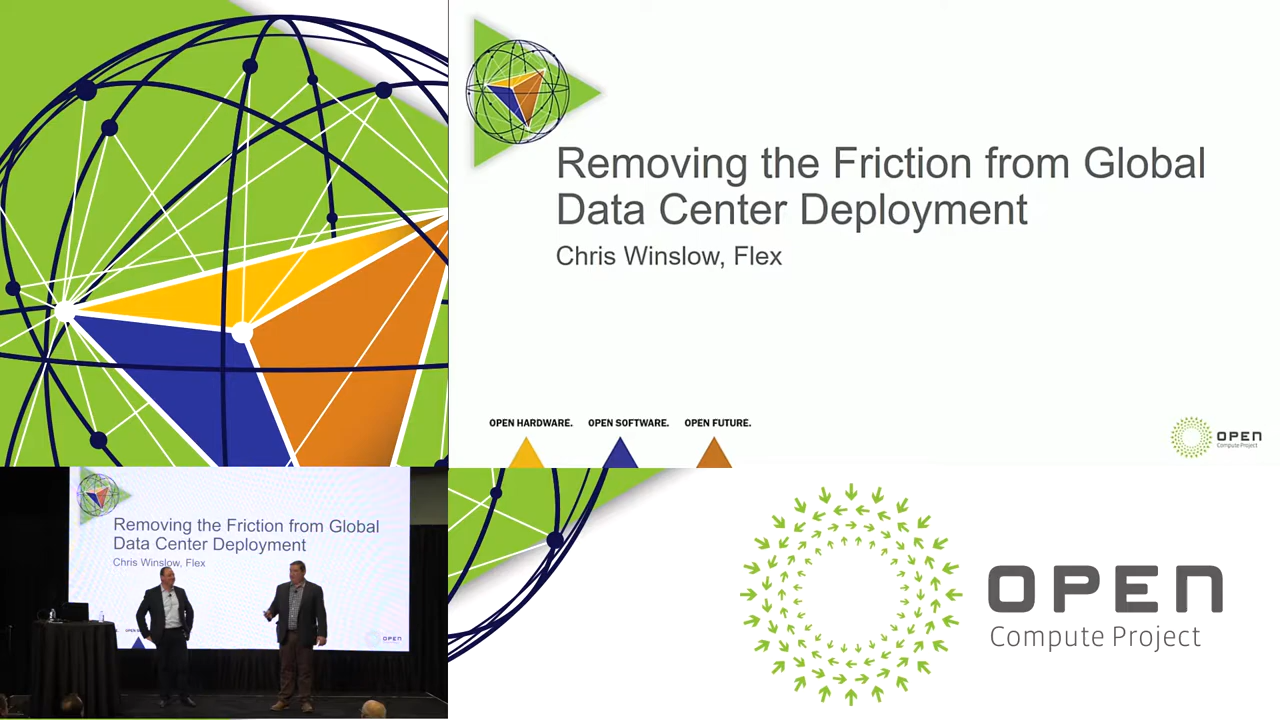 Removing the Friction from Global
Data Center Deployment
Chris Winslow, Flex
OPEN HARDWARE. OPEN SOFTWARE. OPEN FUTURE.
OPEN
Compute Project
Removing the Friction from Global
Data Center Deployment
Chris Winslow, Flex
OPEN
OPEN
Compute Project